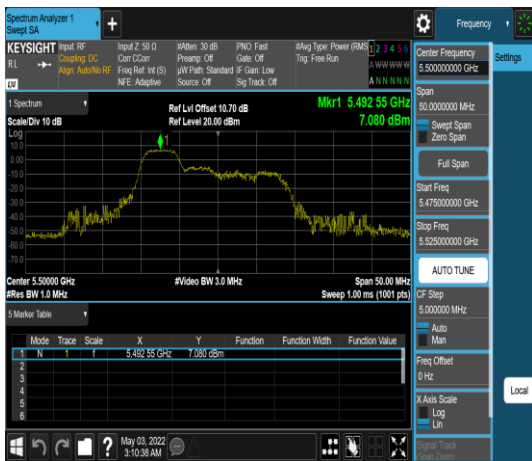 Spectrum Analyzer 1
Swept SA
Frequency
KEYSIGHT
RL
Input: RF
Coupling: DC
Align: Auto/No RF
Input Z: 50 Ω
Corr CCorr
Freq Ref: Int (S)
NFE: Adaptive
#Atten: 30 dB
Preamp: Off
µW Path: Standard
Source: Off
PNO: Fast
Gate: Off
IF Gain: Low
Sig Track: Off
#Avg Type: Power (RMS
Trig: Free Run
1 2 3 4 5 6
A W W W W W
A N N N N N
1 Spectrum
Scale/Div 10 dB
Ref Lvl Offset 10.70 dB
Ref Level 20.00 dBm
Mkr1 5.492 55 GHz
7.080 dBm
Log
10.0
0.00
-10.0
-20.0
-30.0
-40.0
-50.0
-60.0
-70.0
1
Center 5.50000 GHz
#Res BW 1.0 MHz
#Video BW 3.0 MHz
Span 50.00 MHz
Sweep 1.00 ms (1001 pts)
5 Marker Table
Mode Trace Scale X Y Function Function Width Function Value
1 N 1 f 5.492 55 GHz 7.080 dBm
2
3
4
5
6
May 03, 2022
3:10:38 AM
Center Frequency
5.500000000 GHz
Span
50.0000000 MHz
Swept Span
Zero Span
Full Span
Start Freq
5.475000000 GHz
Stop Freq
5.525000000 GHz
AUTO TUNE
CF Step
5.000000 MHz
Auto
Man
Freq Offset
0 Hz
X Axis Scale
Log
Lin
Signal Track
(Span Zoom)
Settings
Local